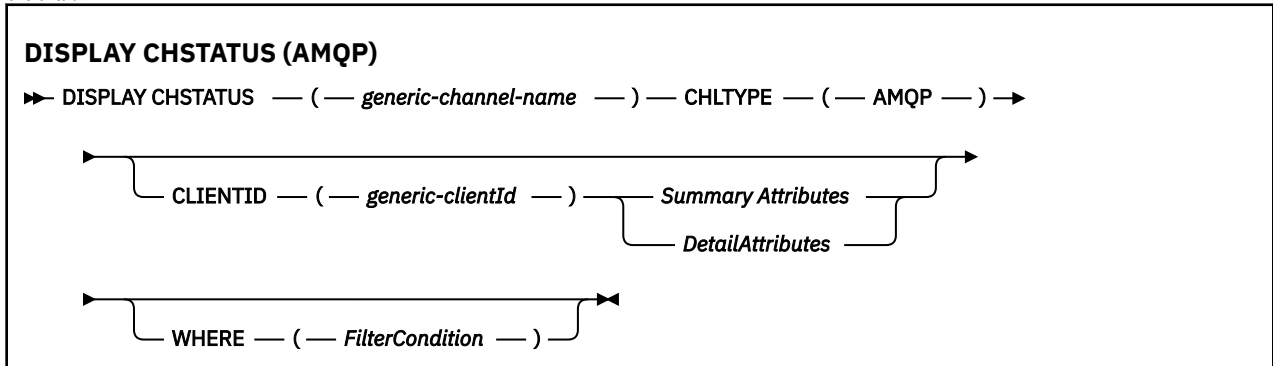 DISPLAY CHSTATUS (AMQP)
DISPLAY CHSTATUS ( generic-channel-name ) CHLTYPE ( AMQP )
CLIENTID ( generic-clientId ) Summary Attributes
DetailAttributes
WHERE ( FilterCondition )